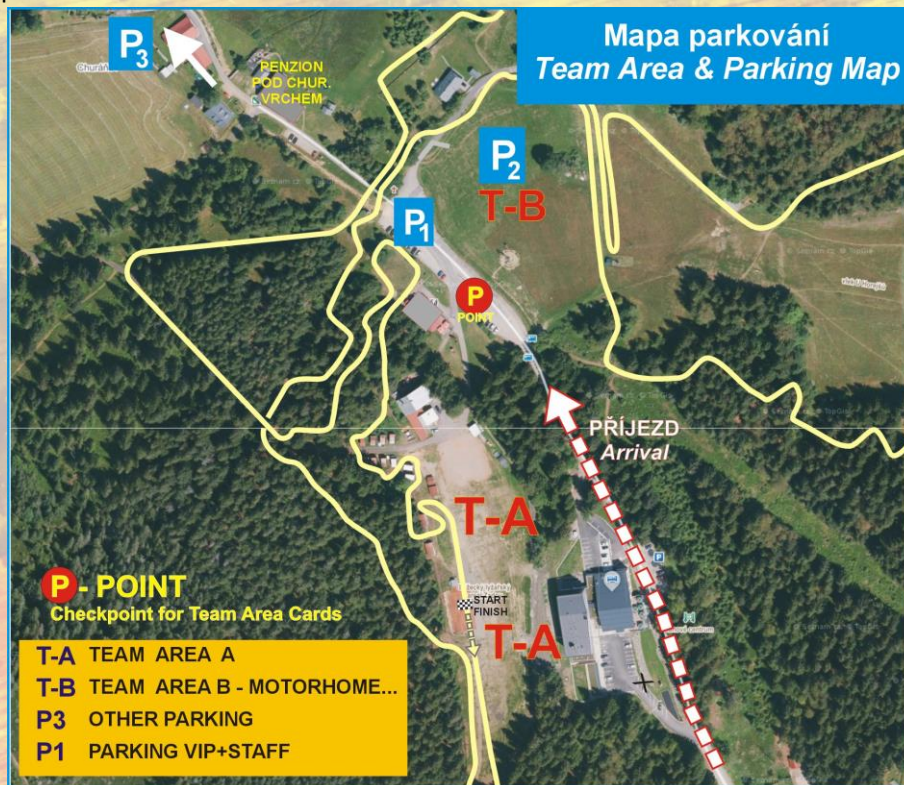 Mapa parkování
Team Area & Parking Map
P3
PENZION
POD CHUR.
VRCHEM
P2
T-B
P1
P
POINT
PŘÍJEZD
Arrival
T-A
START
FINISH
T-A
P - POINT
Checkpoint for Team Area Cards
T-A TEAM AREA A
T-B TEAM AREA B - MOTORHOME...
P3 OTHER PARKING
P1 PARKING VIP+STAFF